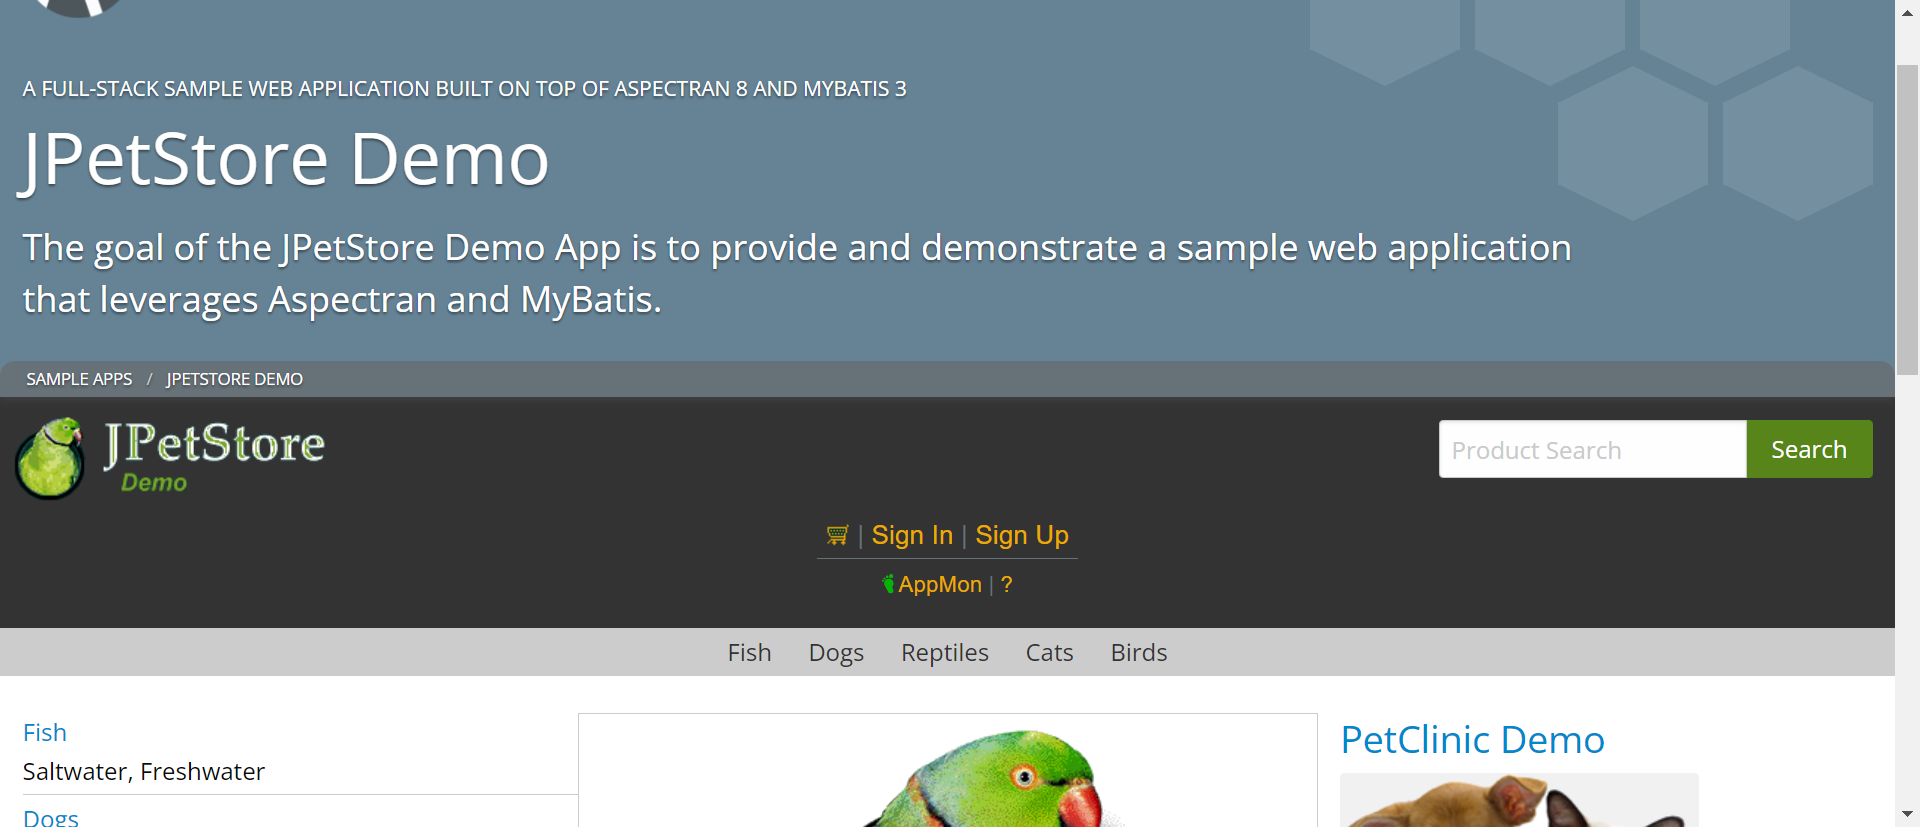 A FULL-STACK SAMPLE WEB APPLICATION BUILT ON TOP OF ASPECTRAN 8 AND MYBATIS 3
JPetStore Demo
The goal of the JPetStore Demo App is to provide and demonstrate a sample web application
that leverages Aspectran and MyBatis.
SAMPLE APPS / JPETSTORE DEMO
JPetStore
Demo
Product Search
Search
| Sign In | Sign Up
AppMon | ?
Fish Dogs Reptiles Cats Birds
Fish
Saltwater, Freshwater
Dogs
PetClinic Demo